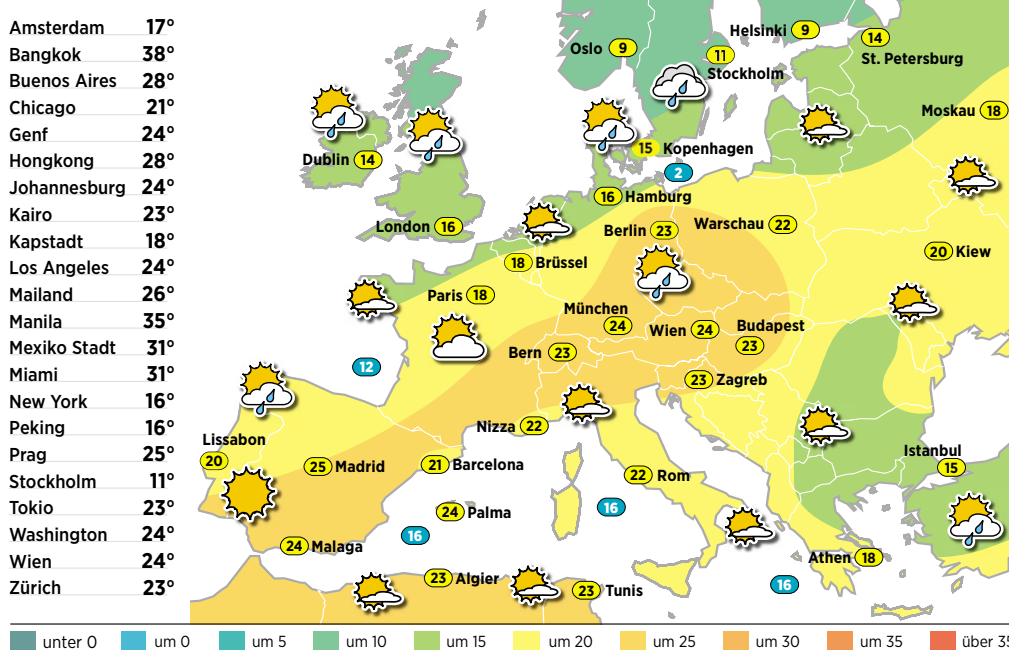 Amsterdam 17°
Bangkok 38°
Buenos Aires 28°
Chicago 21°
Genf 24°
Hongkong 28°
Johannesburg 24°
Kairo 23°
Kapstadt 18°
Los Angeles 24°
Mailand 26°
Manila 35°
Mexiko Stadt 31°
Miami 31°
New York 16°
Peking 16°
Prag 25°
Stockholm 11°
Tokio 23°
Washington 24°
Wien 24°
Zürich 23°
Helsinki 9
Oslo 9
11
Stockholm
14
St. Petersburg
Moskau 18
Dublin 14
15 Kopenhagen
2
16 Hamburg
London 16
Berlin 23
Warschau 22
18 Brüssel
20 Kiew
Paris 18
München
24
Wien 24
Budapest
23
Bern 23
12
23 Zagreb
Nizza 22
Lissabon
20
25 Madrid
21 Barcelona
22 Rom
Istanbul
15
24 Palma
16
16
24 Malaga
Athen 18
23 Algier
23 Tunis
16
unter 0
um 0
um 5
um 10
um 15
um 20
um 25
um 30
um 35
über 35